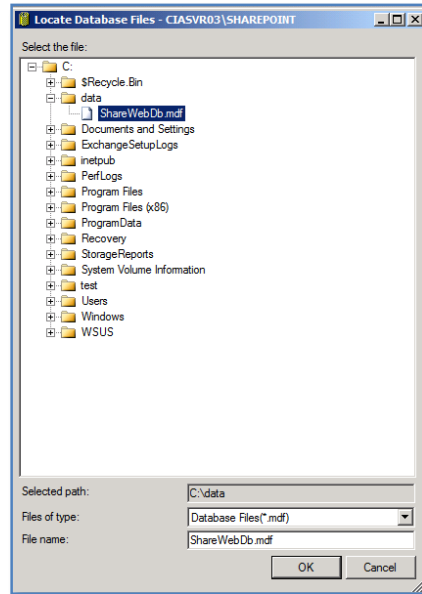 Locate Database Files - CIASVR03\SHAREPOINT
Select the file:
C:
$Recycle.Bin
data
ShareWebDb.mdf
Documents and Settings
ExchangeSetupLogs
inetpub
PerfLogs
Program Files
Program Files (x86)
ProgramData
Recovery
StorageReports
System Volume Information
test
Users
Windows
WSUS
Selected path: C:\data
Files of type: Database Files(*.mdf)
File name: ShareWebDb.mdf
OK Cancel